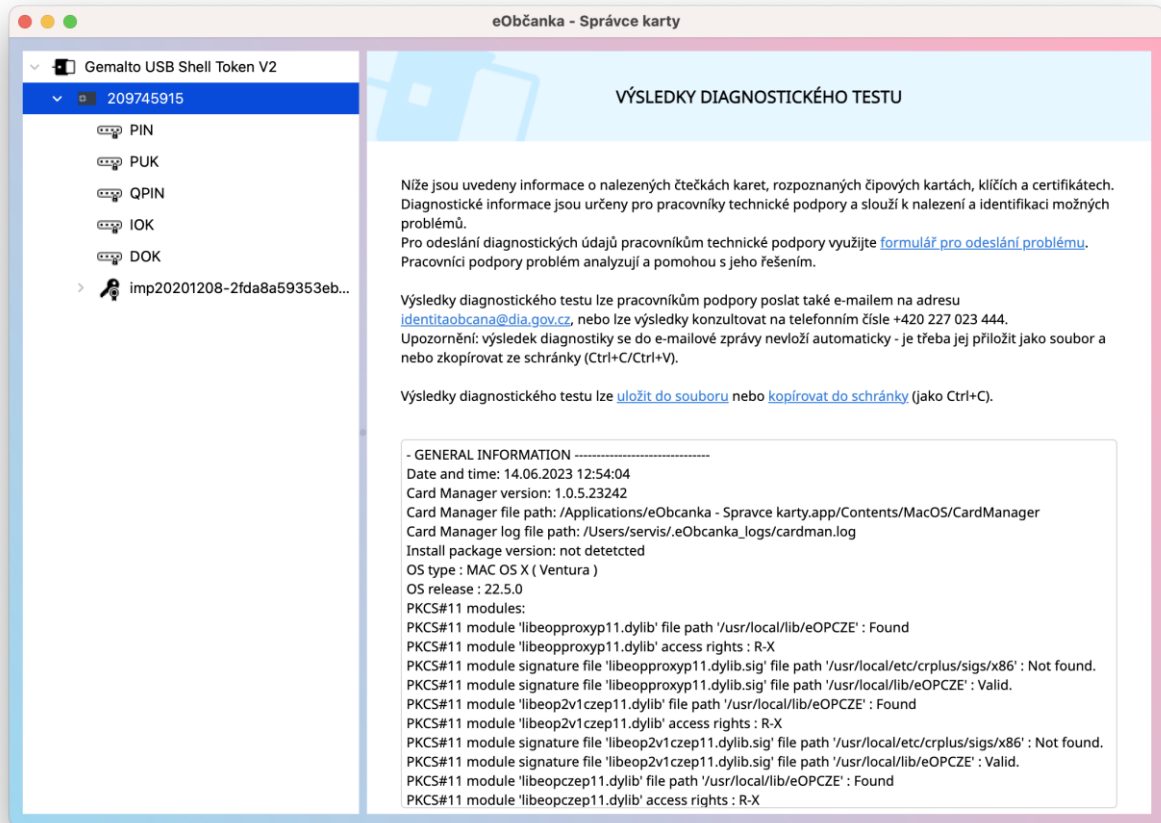 eObčanka - Správce karty
Gemalto USB Shell Token V2
209745915
PIN
PUK
QPIN
IOK
DOK
imp20201208-2fda8a59353eb...
VÝSLEDKY DIAGNOSTICKÉHO TESTU
Níže jsou uvedeny informace o nalezených čtečkách karet, rozpoznaných čipových kartách, klíčích a certifikátech.
Diagnostické informace jsou určeny pro pracovníky technické podpory a slouží k nalezení a identifikaci možných
problémů.
Pro odeslání diagnostických údajů pracovníkům technické podpory využijte formulář pro odeslání problému.
Pracovníci podpory problém analyzují a pomohou s jeho řešením.
Výsledky diagnostického testu lze pracovníkům podpory poslat také e-mailem na adresu
identitaobcana@dia.gov.cz, nebo lze výsledky konzultovat na telefonním čísle +420 227 023 444.
Upozornění: výsledek diagnostiky se do e-mailové zprávy nevloží automaticky - je třeba jej přiložit jako soubor a
nebo zkopírovat ze schránky (Ctrl+C/Ctrl+V).
Výsledky diagnostického testu lze uložit do souboru nebo kopírovat do schránky (jako Ctrl+C).
- GENERAL INFORMATION -------------------------------
Date and time: 14.06.2023 12:54:04
Card Manager version: 1.0.5.23242
Card Manager file path: /Applications/eObcanka - Spravce karty.app/Contents/MacOS/CardManager
Card Manager log file path: /Users/servis/.eObcanka_logs/cardman.log
Install package version: not detetcted
OS type : MAC OS X ( Ventura )
OS release : 22.5.0
PKCS#11 modules:
PKCS#11 module 'libeopproxyp11.dylib' file path '/usr/local/lib/eOPCZE' : Found
PKCS#11 module 'libeopproxyp11.dylib' access rights : R-X
PKCS#11 module signature file 'libeopproxyp11.dylib.sig' file path '/usr/local/etc/crplus/sigs/x86' : Not found.
PKCS#11 module signature file 'libeopproxyp11.dylib.sig' file path '/usr/local/lib/eOPCZE' : Valid.
PKCS#11 module 'libeop2v1czep11.dylib' file path '/usr/local/lib/eOPCZE' : Found
PKCS#11 module 'libeop2v1czep11.dylib' access rights : R-X
PKCS#11 module signature file 'libeop2v1czep11.dylib.sig' file path '/usr/local/etc/crplus/sigs/x86' : Not found.
PKCS#11 module signature file 'libeop2v1czep11.dylib.sig' file path '/usr/local/lib/eOPCZE' : Valid.
PKCS#11 module 'libeopczep11.dylib' file path '/usr/local/lib/eOPCZE' : Found
PKCS#11 module 'libeopczep11.dylib' access rights : R-X